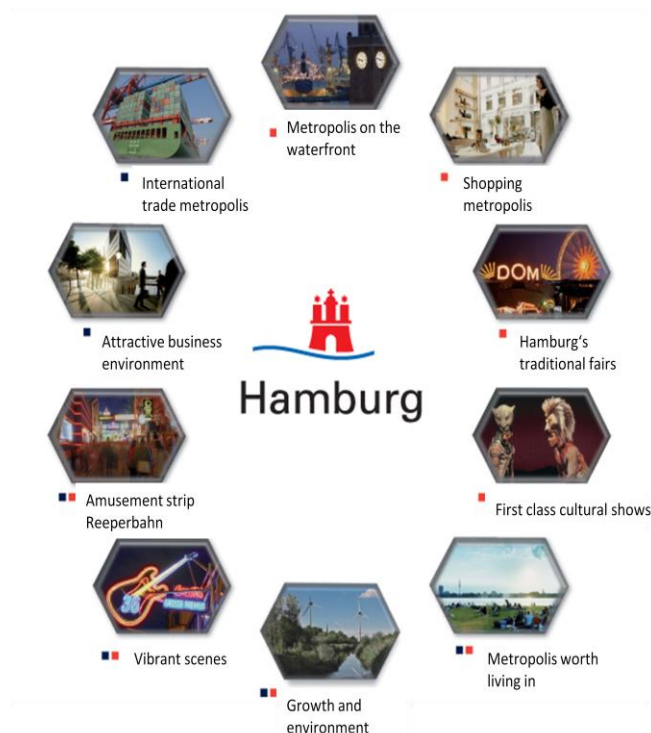 Metropolis on the
waterfront
International
trade metropolis
Shopping
metropolis
DOM
Attractive business
environment
Hamburg‘s
traditional fairs
Hamburg
Amusement strip
Reeperbahn
First class cultural shows
36
Vibrant scenes
Metropolis worth
living in
Growth and
environment